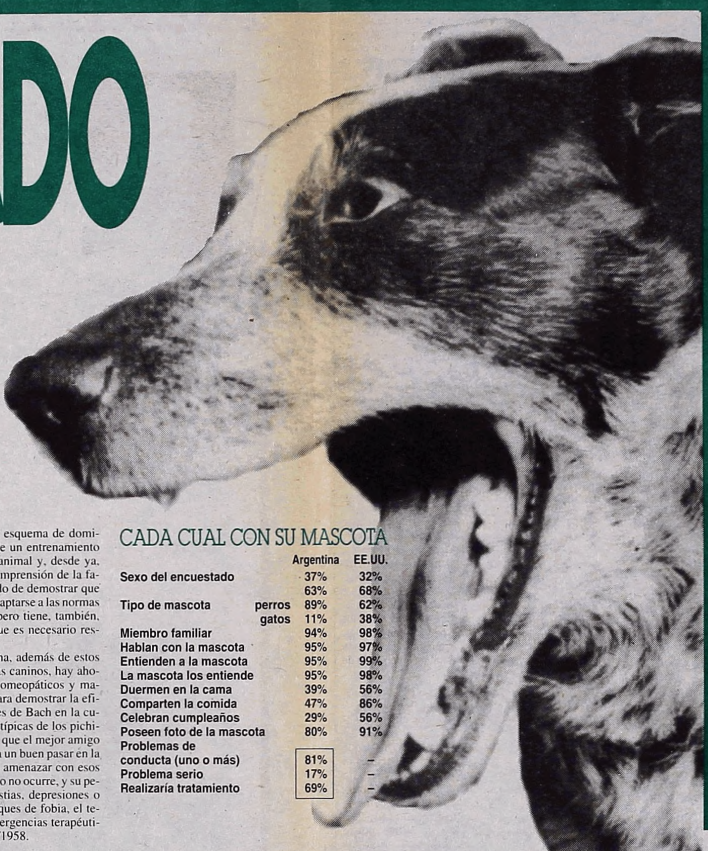 ADO
esquema de domi-
e un entrenamiento
animal y, desde ya,
mprensión de la fa-
lo de demostrar que
aptarse a las normas
pero tiene, también,
ue es necesario res-
na, además de estos
s caninos, hay aho-
omeopáticos y ma-
ara demostrar la efi-
es de Bach en la cu-
típicas de los pichi-
que el mejor amigo
a un buen pasar en la
amenazar con esos
o no ocurre, y su pe-
stias, depresiones o
ques de fobia, el te-
ergencias terapéuti-
1958.
CADA CUAL CON SU MASCOTA
Argentina EE.UU.
Sexo del encuestado 37% 32%
63% 68%
Tipo de mascota perros 89% 62%
gatos 11% 38%
Miembro familiar 94% 98%
Hablan con la mascota 95% 97%
Entienden a la mascota 95% 99%
La mascota los entiende 95% 98%
Duermen en la cama 39% 56%
Comparten la comida 47% 86%
Celebran cumpleaños 29% 56%
Poseen foto de la mascota 80% 91%
Problemas de
conducta (uno o más) 81% –
Problema serio 17% –
Realizaría tratamiento 69% –